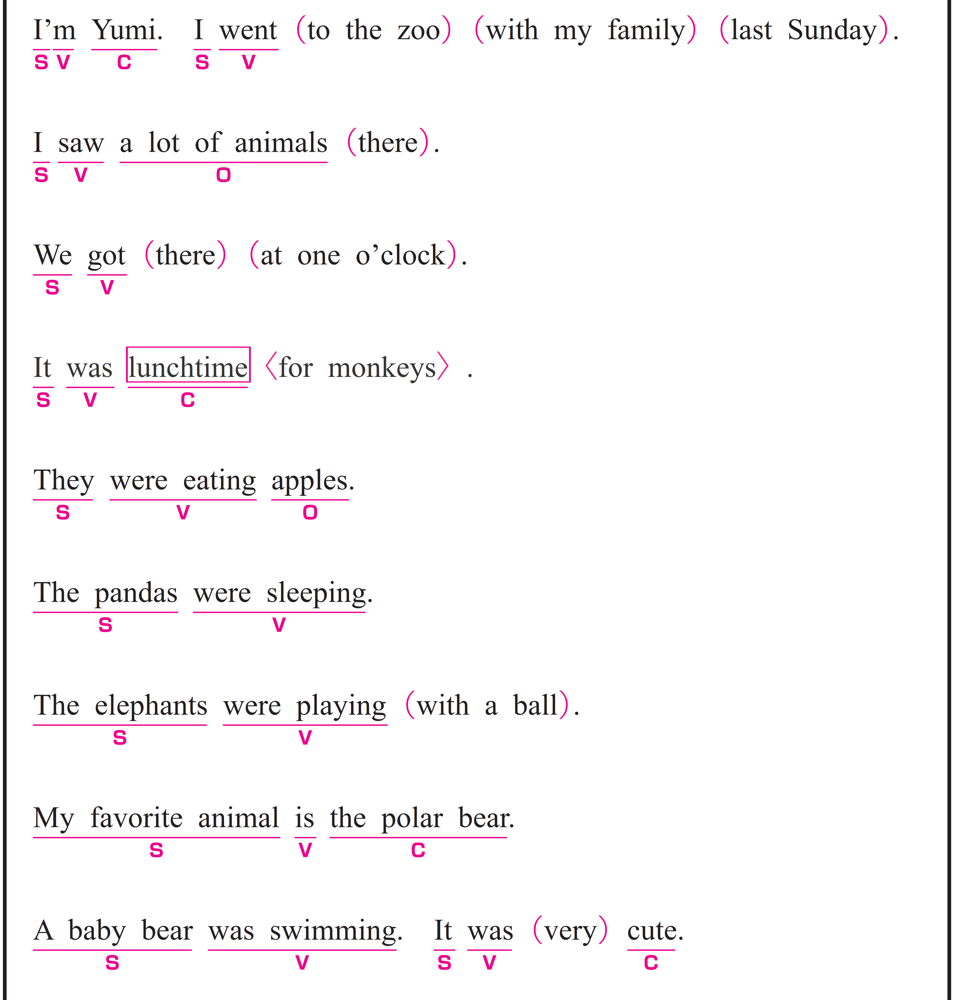 I’m Yumi. I went (to the zoo) (with my family) (last Sunday).
S V C S V
I saw a lot of animals (there).
S V O
We got (there) (at one o’clock).
S V
It was lunchtime 〈for monkeys〉.
S V C
They were eating apples.
S V O
The pandas were sleeping.
S V
The elephants were playing (with a ball).
S V
My favorite animal is the polar bear.
S V C
A baby bear was swimming. It was (very) cute.
S V S V C